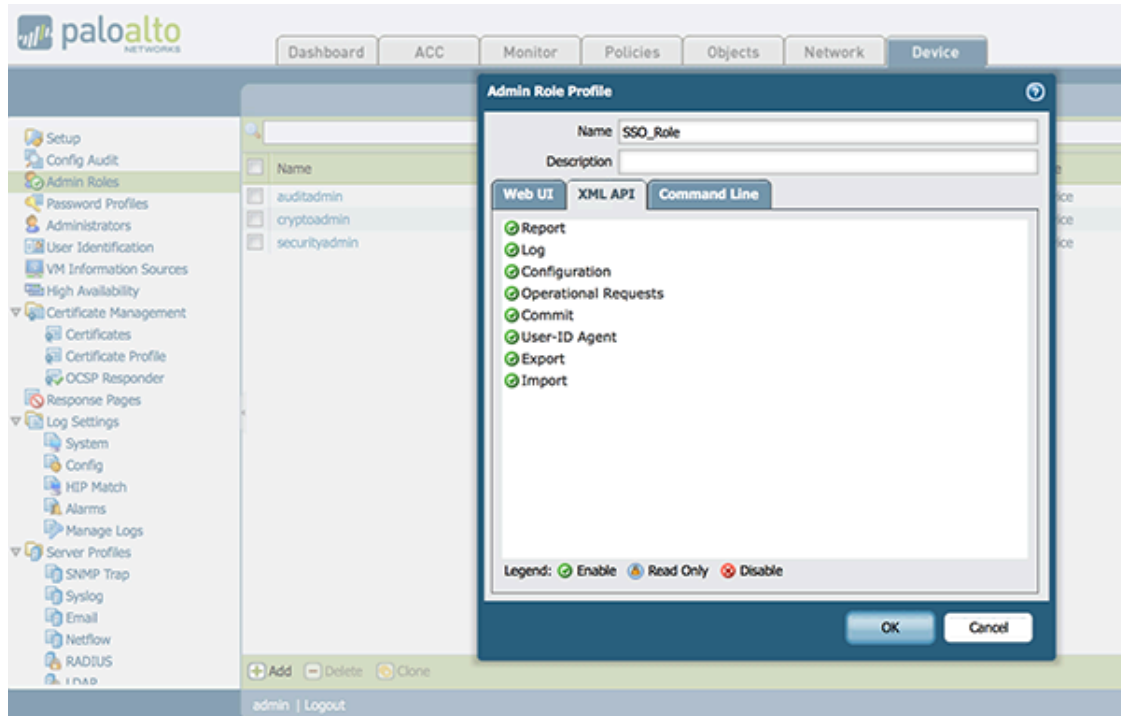 paloalto
NETWORKS
Dashboard ACC Monitor Policies Objects Network Device
Setup
Config Audit
Admin Roles
Password Profiles
Administrators
User Identification
VM Information Sources
High Availability
Certificate Management
Certificates
Certificate Profile
OCSP Responder
Response Pages
Log Settings
System
Config
HIP Match
Alarms
Manage Logs
Server Profiles
SNMP Trap
Syslog
Email
Netflow
RADIUS
LDAP
Name
auditadmin
cryptoadmin
securityadmin
Admin Role Profile
Name SSO_Role
Description
Web UI XML API Command Line
Report
Log
Configuration
Operational Requests
Commit
User-ID Agent
Export
Import
Legend: Enable Read Only Disable
OK Cancel
Add Delete Clone
admin | Logout